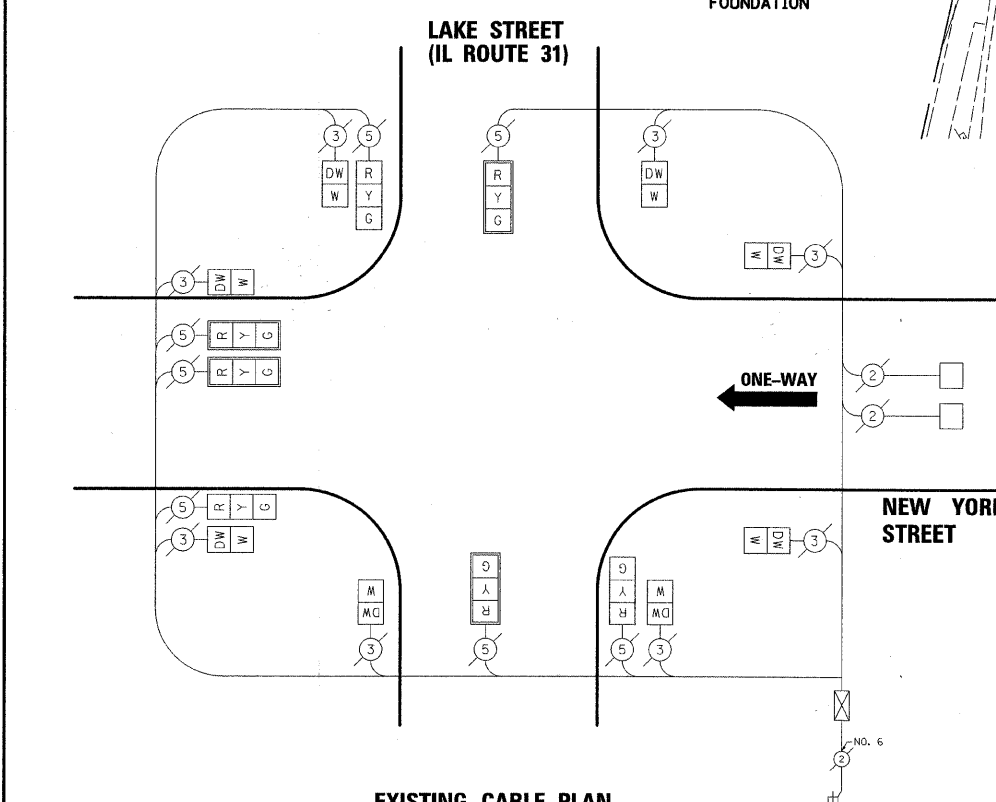 FOUNDATION
LAKE STREET
(IL ROUTE 31)
3 5 5 3
DW R R DW
W Y Y W
G G
W DW 3
3 DW W
5 R Y G
5 R Y G
ONE-WAY
2
2
5 R Y G
NEW YORK
STREET
3 DW W
W DW 3
G G
W Y Y W
DW R R DW
3 5 5 3
NO. 6
2
EXISTING CABLE PLAN